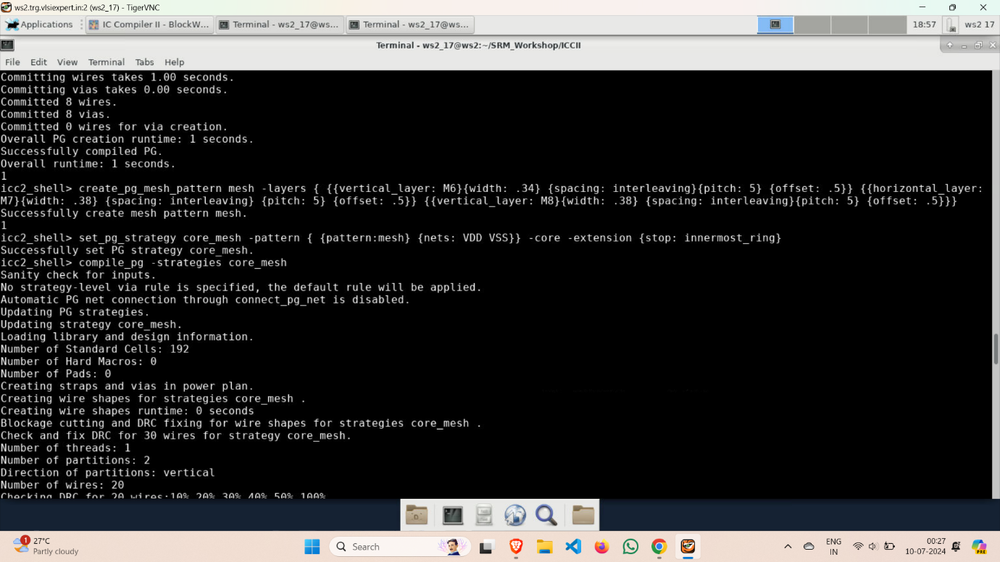 ws2.trg.vlsiexpert.in:2 (ws2_17) - TigerVNC
Applications
IC Compiler II - BlockW...
Terminal - ws2_17@ws...
Terminal - ws2_17@ws...
18:57
ws2 17
Terminal - ws2_17@ws2:~/SRM_Workshop/ICCII
File Edit View Terminal Tabs Help
Committing wires takes 1.00 seconds.
Committing vias takes 0.00 seconds.
Committed 8 wires.
Committed 8 vias.
Committed 0 wires for via creation.
Overall PG creation runtime: 1 seconds.
Successfully compiled PG.
Overall runtime: 1 seconds.
1
icc2_shell> create_pg_mesh_pattern mesh -layers { {{vertical_layer: M6}{width: .34} {spacing: interleaving}{pitch: 5} {offset: .5}} {{horizontal_layer:
M7}{width: .38} {spacing: interleaving} {pitch: 5} {offset: .5}} {{vertical_layer: M8}{width: .38} {spacing: interleaving}{pitch: 5} {offset: .5}}}
Successfully create mesh pattern mesh.
1
icc2_shell> set_pg_strategy core_mesh -pattern { {pattern:mesh} {nets: VDD VSS}} -core -extension {stop: innermost_ring}
Successfully set PG strategy core_mesh.
icc2_shell> compile_pg -strategies core_mesh
Sanity check for inputs.
No strategy-level via rule is specified, the default rule will be applied.
Automatic PG net connection through connect_pg_net is disabled.
Updating PG strategies.
Updating strategy core_mesh.
Loading library and design information.
Number of Standard Cells: 192
Number of Hard Macros: 0
Number of Pads: 0
Creating straps and vias in power plan.
Creating wire shapes for strategies core_mesh .
Creating wire shapes runtime: 0 seconds
Blockage cutting and DRC fixing for wire shapes for strategies core_mesh .
Check and fix DRC for 30 wires for strategy core_mesh.
Number of threads: 1
Number of partitions: 2
Direction of partitions: vertical
Number of wires: 20
Checking DRC for 20 wires:10% 20% 30% 40% 50% 100%
1
27°C
Partly cloudy
Search
ENG
IN
00:27
10-07-2024
PRE